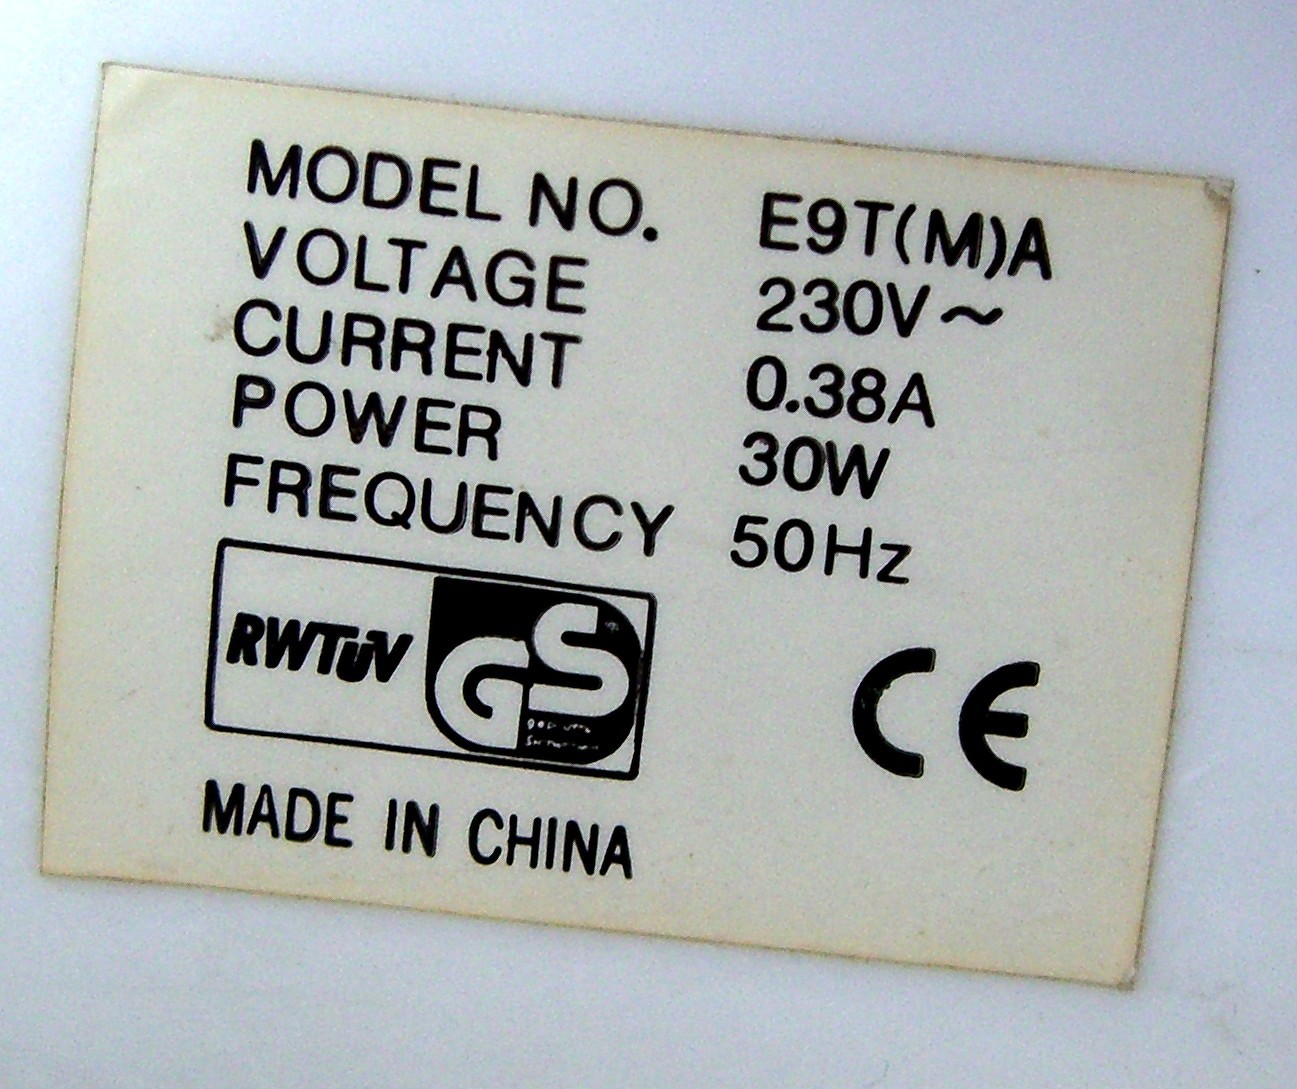 MODEL NO. E9T(M)A
VOLTAGE 230V~
CURRENT 0.38A
POWER 30W
FREQUENCY 50Hz
RWTÜV GS
CE
MADE IN CHINA